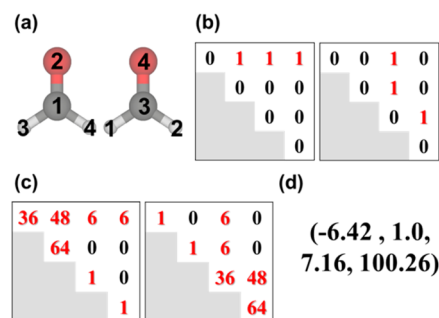 (a)
2 4
1 3
3 4 1 2
(b)
0 1 1 1
0 0 0
0 0
0
0 0 1 0
0 1 0
0 1
0
(c)
36 48 6 6
64 0 0
1 0
1
1 0 6 0
1 6 0
36 48
64
(d)
(-6.42 , 1.0,
7.16, 100.26)